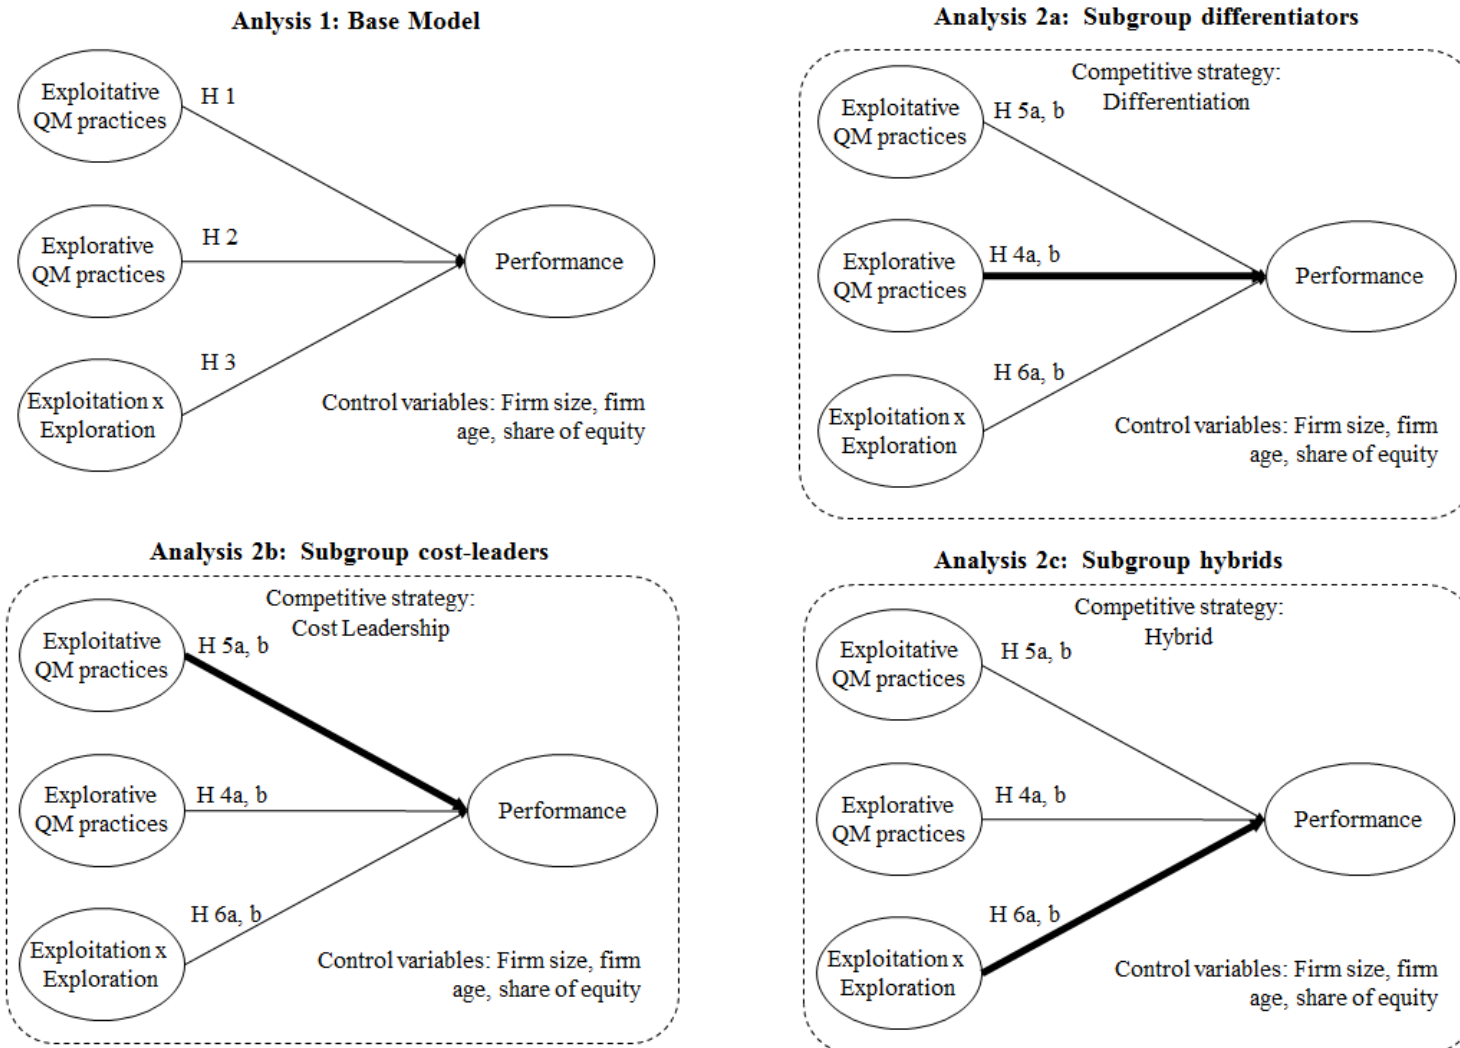 Anlysis 1: Base Model
Exploitative
QM practices
H 1
Explorative
QM practices
H 2
Performance
Exploitation x
Exploration
H 3
Control variables: Firm size, firm
age, share of equity
Analysis 2a: Subgroup differentiators
Competitive strategy:
Differentiation
Exploitative
QM practices
H 5a, b
Explorative
QM practices
H 4a, b
Performance
Exploitation x
Exploration
H 6a, b
Control variables: Firm size, firm
age, share of equity
Analysis 2b: Subgroup cost-leaders
Competitive strategy:
Cost Leadership
Exploitative
QM practices
H 5a, b
Explorative
QM practices
H 4a, b
Performance
Exploitation x
Exploration
H 6a, b
Control variables: Firm size, firm
age, share of equity
Analysis 2c: Subgroup hybrids
Competitive strategy:
Hybrid
Exploitative
QM practices
H 5a, b
Explorative
QM practices
H 4a, b
Performance
Exploitation x
Exploration
H 6a, b
Control variables: Firm size, firm
age, share of equity